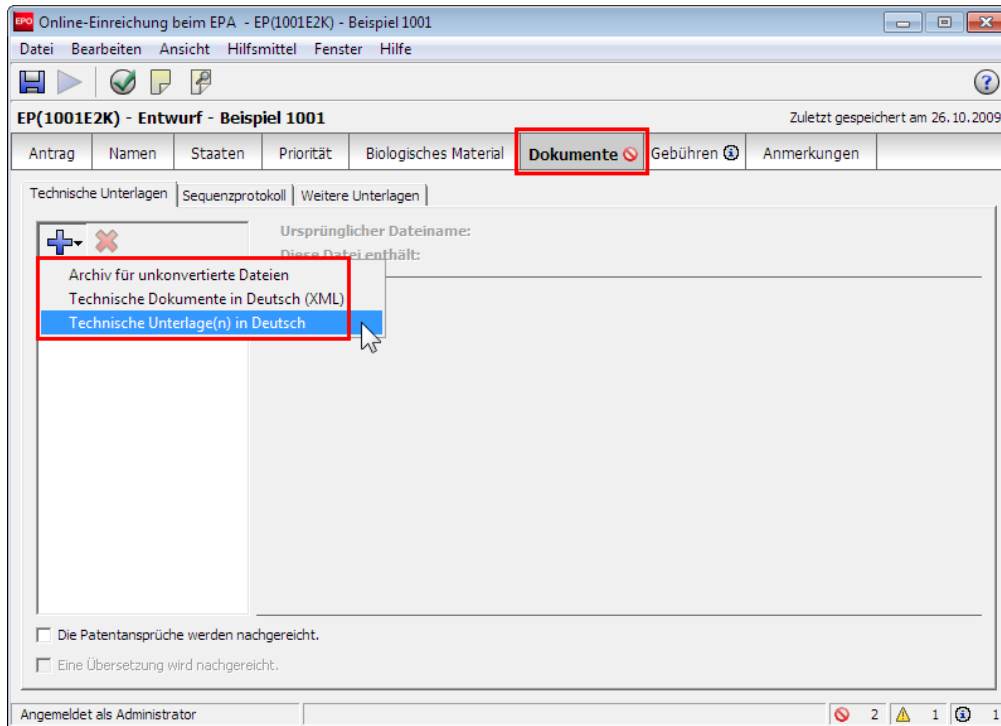 EPO Online-Einreichung beim EPA - EP(1001E2K) - Beispiel 1001
Datei Bearbeiten Ansicht Hilfsmittel Fenster Hilfe
EP(1001E2K) - Entwurf - Beispiel 1001 Zuletzt gespeichert am 26.10.2009
Antrag Namen Staaten Priorität Biologisches Material Dokumente Gebühren Anmerkungen
Technische Unterlagen Sequenzprotokoll Weitere Unterlagen
Ursprünglicher Dateiname:
Diese Datei enthält:
Archiv für unkonvertierte Dateien
Technische Dokumente in Deutsch (XML)
Technische Unterlage(n) in Deutsch
Die Patentansprüche werden nachgereicht.
Eine Übersetzung wird nachgereicht.
Angemeldet als Administrator 2 1 1